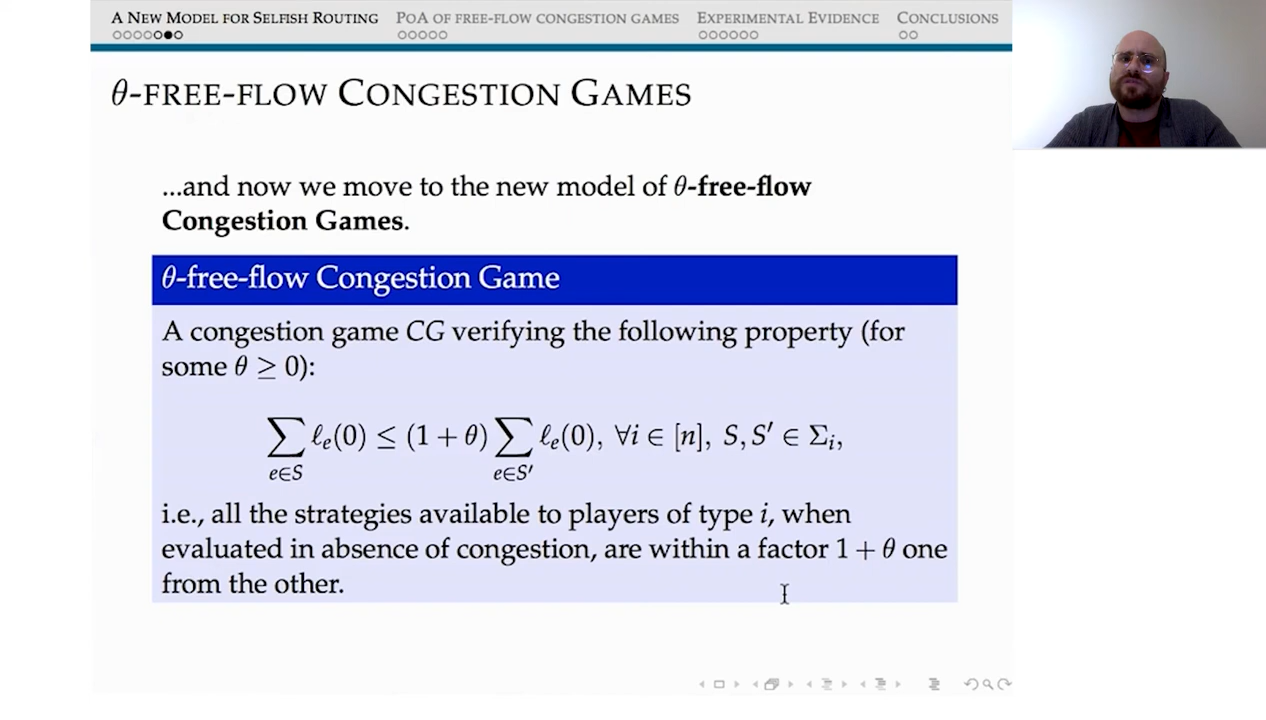 A NEW MODEL FOR SELFISH ROUTING POA OF FREE-FLOW CONGESTION GAMES EXPERIMENTAL EVIDENCE CONCLUSIONS
θ-FREE-FLOW CONGESTION GAMES
...and now we move to the new model of θ-free-flow
Congestion Games.
θ-free-flow Congestion Game
A congestion game CG verifying the following property (for
some θ ≥ 0):
∑_{e∈S} ℓₑ(0) ≤ (1 + θ) ∑_{e∈S′} ℓₑ(0), ∀i ∈ [n], S, S′ ∈ Σᵢ,
i.e., all the strategies available to players of type i, when
evaluated in absence of congestion, are within a factor 1 + θ one
from the other.